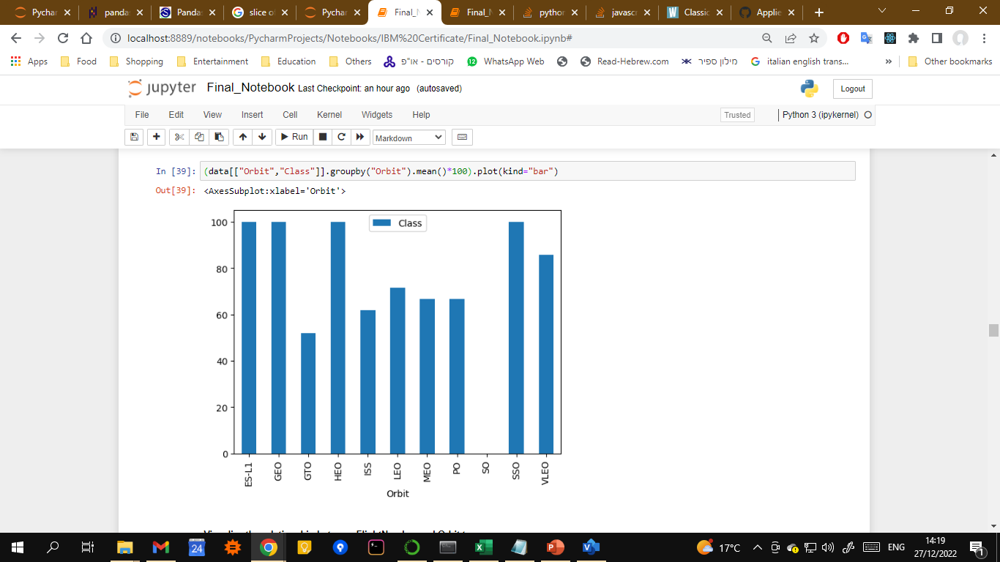 Pychar pandas Pandas slice of Pychar Final_N Final_N python javascr Classic Applie
localhost:8889/notebooks/PycharmProjects/Notebooks/IBM%20Certificate/Final_Notebook.ipynb#
Apps Food Shopping Entertainment Education Others קורסים - או"פ 12 WhatsApp Web Read-Hebrew.com מילון ספיר italian english trans... » Other bookmarks
jupyter Final_Notebook Last Checkpoint: an hour ago (autosaved) Logout
File Edit View Insert Cell Kernel Widgets Help Trusted Python 3 (ipykernel)
Run Markdown
In [39]: (data[["Orbit","Class"]].groupby("Orbit").mean()*100).plot(kind="bar")
Out[39]: <AxesSubplot:xlabel='Orbit'>
Class
100
80
60
40
20
0
ES-L1 GEO GTO HEO ISS LEO MEO PO SO SSO VLEO
Orbit
24 17°C ENG 14:19
27/12/2022 1